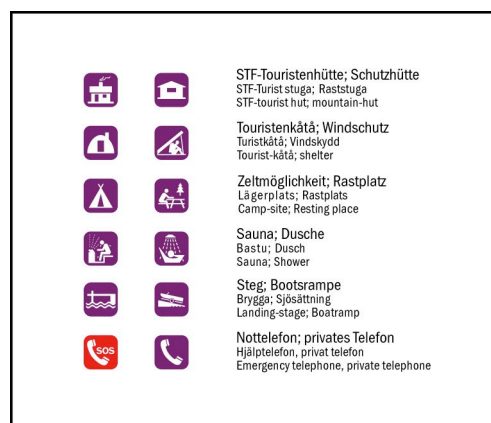 STF-Touristenhütte; Schutzhütte
STF-Turist stuga; Raststuga
STF-tourist hut; mountain-hut
Touristenkåtå; Windschutz
Turistkåtå; Vindskydd
Tourist-kåtå; shelter
Zeltmöglichkeit; Rastplatz
Lägerplats; Rastplats
Camp-site; Resting place
Sauna; Dusche
Bastu; Dusch
Sauna; Shower
Steg; Bootsrampe
Brygga; Sjösättning
Landing-stage; Boatramp
SOS
Nottelefon; privates Telefon
Hjälptelefon, privat telefon
Emergency telephone, private telephone